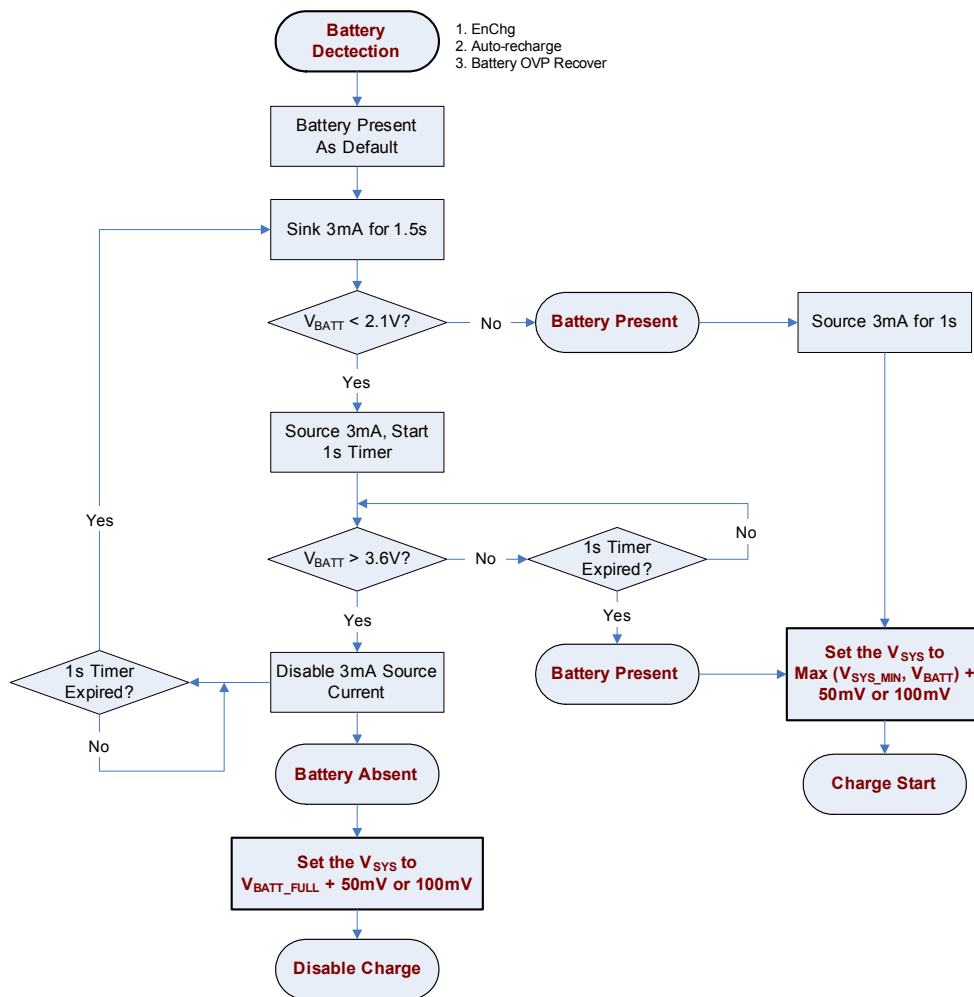 Battery
Dectection
1. EnChg
2. Auto-recharge
3. Battery OVP Recover
Battery Present
As Default
Sink 3mA for 1.5s
VBATT < 2.1V?
No
Battery Present
Source 3mA for 1s
Yes
Source 3mA, Start
1s Timer
Yes
No
VBATT > 3.6V?
No
1s Timer
Expired?
Yes
Yes
1s Timer
Expired?
Disable 3mA Source
Current
Battery Present
Set the VSYS to
Max (VSYS_MIN, VBATT) +
50mV or 100mV
No
Battery Absent
Charge Start
Set the VSYS to
VBATT_FULL + 50mV or 100mV
Disable Charge